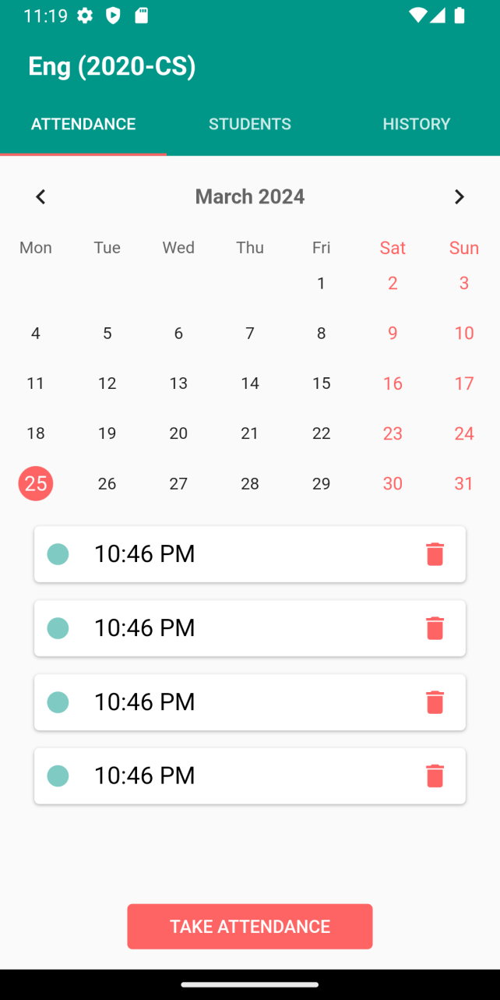 11:19
Eng (2020-CS)
ATTENDANCE STUDENTS HISTORY
March 2024
Mon Tue Wed Thu Fri Sat Sun
1 2 3
4 5 6 7 8 9 10
11 12 13 14 15 16 17
18 19 20 21 22 23 24
25 26 27 28 29 30 31
10:46 PM
10:46 PM
10:46 PM
10:46 PM
TAKE ATTENDANCE